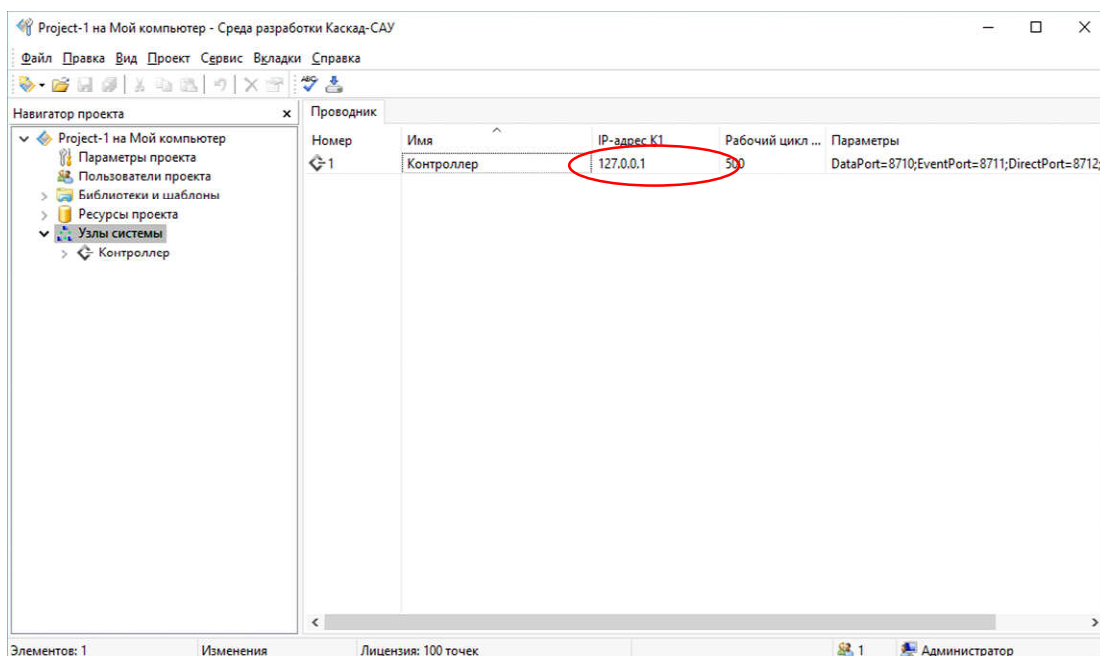 Project-1 на Мой компьютер - Среда разработки Каскад-САУ
Файл Правка Вид Проект Сервис Вкладки Справка
ABC
Навигатор проекта
Project-1 на Мой компьютер
Параметры проекта
Пользователи проекта
Библиотеки и шаблоны
Ресурсы проекта
Узлы системы
Контроллер
Проводник
Номер Имя IP-адрес К1 Рабочий цикл ... Параметры
1 Контроллер 127.0.0.1 500 DataPort=8710;EventPort=8711;DirectPort=8712;
Элементов: 1 Изменения Лицензия: 100 точек 1 Администратор